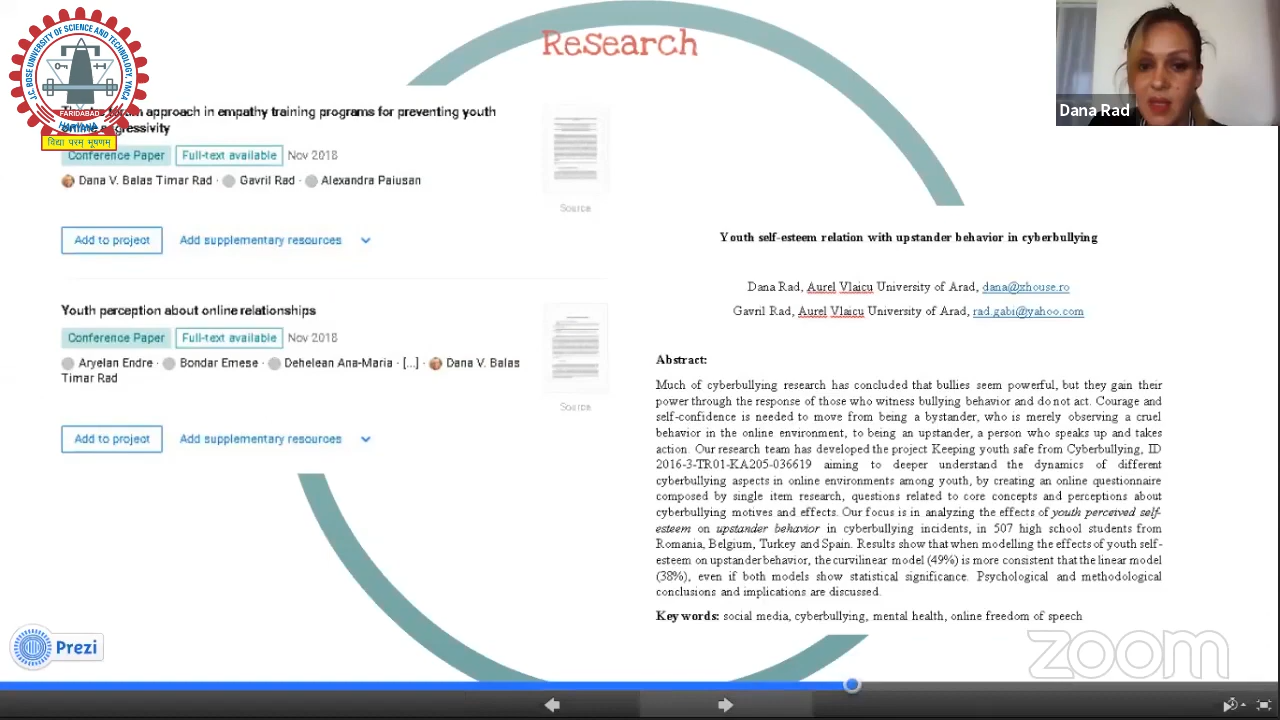 Research
J.C. BOSE UNIVERSITY OF SCIENCE AND TECHNOLOGY, YMCA
FARIDABAD
HARYANA
विद्या परम भूषणम
approach in empathy training programs for preventing youth
Conference Paper Full-text available Nov 2018
Dana V. Balas Timar Rad · Gavril Rad · Alexandra Paiusan
Source
Add to project Add supplementary resources
Youth perception about online relationships
Conference Paper Full-text available Nov 2018
Aryelan Endre · Bondar Emese · Dehelean Ana-Maria · [...] · Dana V. Balas
Timar Rad
Source
Add to project Add supplementary resources
Dana Rad
Youth self-esteem relation with upstander behavior in cyberbullying
Dana Rad, Aurel Vlaicu University of Arad, dana@xhouse.ro
Gavril Rad, Aurel Vlaicu University of Arad, rad.gabi@yahoo.com
Abstract:
Much of cyberbullying research has concluded that bullies seem powerful, but they gain their
power through the response of those who witness bullying behavior and do not act. Courage and
self-confidence is needed to move from being a bystander, who is merely observing a cruel
behavior in the online environment, to being an upstander, a person who speaks up and takes
action. Our research team has developed the project Keeping youth safe from Cyberbullying, ID
2016-3-TR01-KA205-036619 aiming to deeper understand the dynamics of different
cyberbullying aspects in online environments among youth, by creating an online questionnaire
composed by single item research, questions related to core concepts and perceptions about
cyberbullying motives and effects. Our focus is in analyzing the effects of youth perceived self-
esteem on upstander behavior in cyberbullying incidents, in 507 high school students from
Romania, Belgium, Turkey and Spain. Results show that when modelling the effects of youth self-
esteem on upstander behavior, the curvilinear model (49%) is more consistent that the linear model
(38%), even if both models show statistical significance. Psychological and methodological
conclusions and implications are discussed.
Key words: social media, cyberbullying, mental health, online freedom of speech
Prezi
zoom